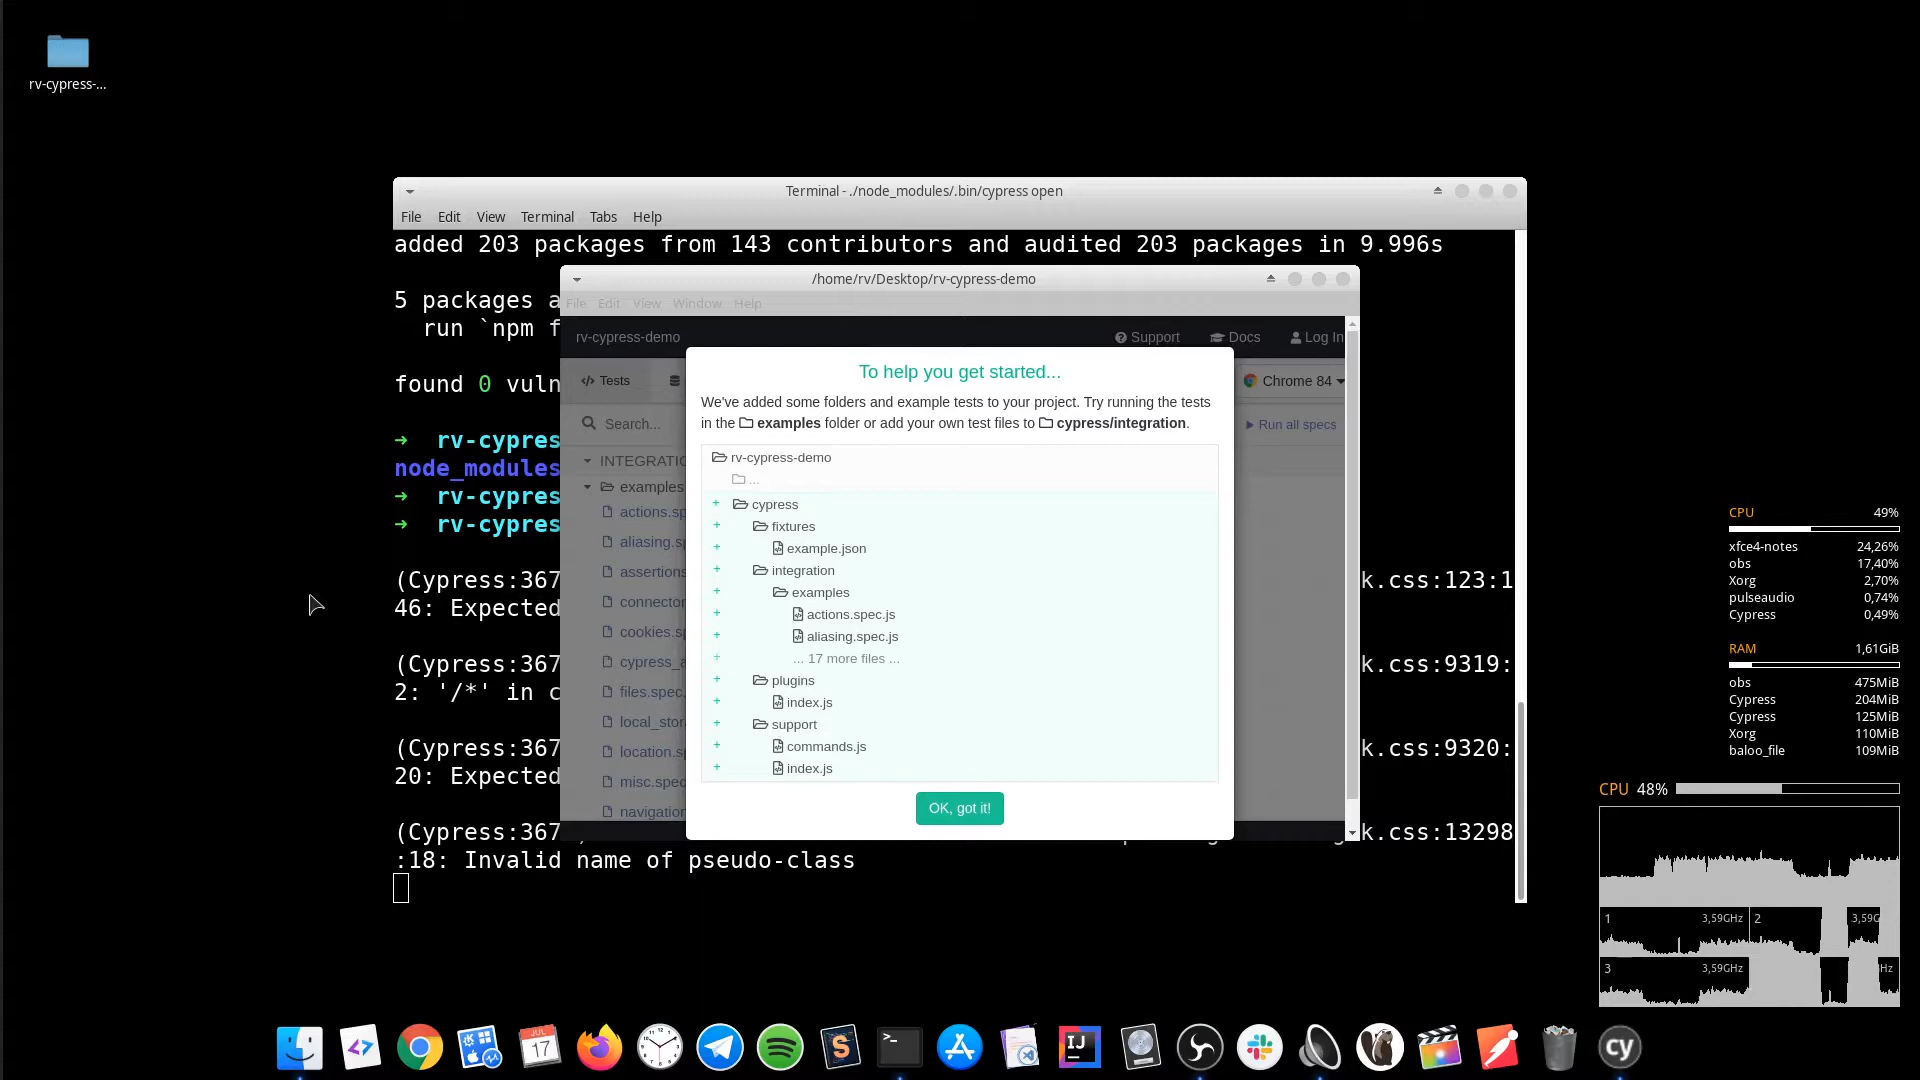 rv-cypress-...
Terminal - ./node_modules/.bin/cypress open
File Edit View Terminal Tabs Help
added 203 packages from 143 contributors and audited 203 packages in 9.996s
5 packages a
run `npm f
found 0 vuln
➜ rv-cypres
node_modules
➜ rv-cypres
➜ rv-cypres
(Cypress:367
k.css:123:1
46: Expected
(Cypress:367
k.css:9319:
2: '/*' in c
(Cypress:367
k.css:9320:
20: Expected
(Cypress:367
k.css:13298
:18: Invalid name of pseudo-class
/home/rv/Desktop/rv-cypress-demo
File Edit View Window Help
rv-cypress-demo
Support Docs Log In
</> Tests
Chrome 84
Search...
Run all specs
INTEGRATIO
examples
actions.sp
aliasing.sp
assertions
connector
cookies.sp
cypress_a
files.spec.
local_stor
location.s
misc.spec
navigation
To help you get started...
We've added some folders and example tests to your project. Try running the tests
in the examples folder or add your own test files to cypress/integration.
rv-cypress-demo
...
+ cypress
+ fixtures
+ example.json
+ integration
+ examples
+ actions.spec.js
+ aliasing.spec.js
+ ... 17 more files ...
+ plugins
+ index.js
+ support
+ commands.js
+ index.js
OK, got it!
CPU 49%
xfce4-notes 24,26%
obs 17,40%
Xorg 2,70%
pulseaudio 0,74%
Cypress 0,49%
RAM 1,61GiB
obs 475MiB
Cypress 204MiB
Cypress 125MiB
Xorg 110MiB
baloo_file 109MiB
CPU 48%
1 3,59GHz 2 3,59G
3 3,59GHz Hz
JUL
17
IJ
cy